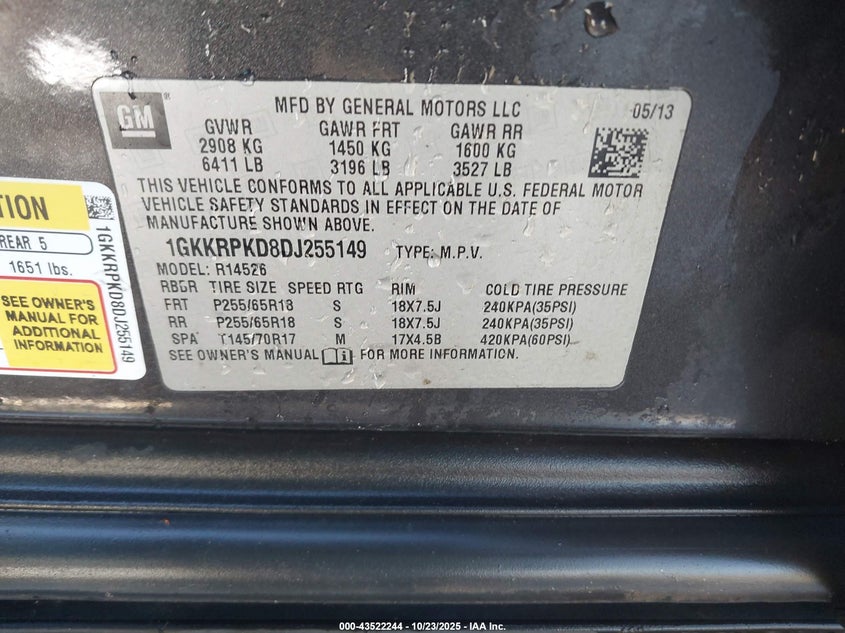 GM
MFD BY GENERAL MOTORS LLC 05/13
GVWR GAWR FRT GAWR RR
2908 KG 1450 KG 1600 KG
6411 LB 3196 LB 3527 LB
THIS VEHICLE CONFORMS TO ALL APPLICABLE U.S. FEDERAL MOTOR
VEHICLE SAFETY STANDARDS IN EFFECT ON THE DATE OF
MANUFACTURE SHOWN ABOVE.
1GKKRPKD8DJ255149 TYPE: M.P.V.
MODEL: R14526
TIRE SIZE SPEED RTG RIM COLD TIRE PRESSURE
FRT P255/65R18 S 18X7.5J 240KPA(35PSI)
RR P255/65R18 S 18X7.5J 240KPA(35PSI)
SPA T145/70R17 M 17X4.5B 420KPA(60PSI)
SEE OWNER'S MANUAL FOR MORE INFORMATION.
REAR 5
1651 lbs.
SEE OWNER'S
MANUAL FOR
ADDITIONAL
INFORMATION
1GKKRPKD8DJ255149
000-43522244 - 10/23/2025 - IAA Inc.